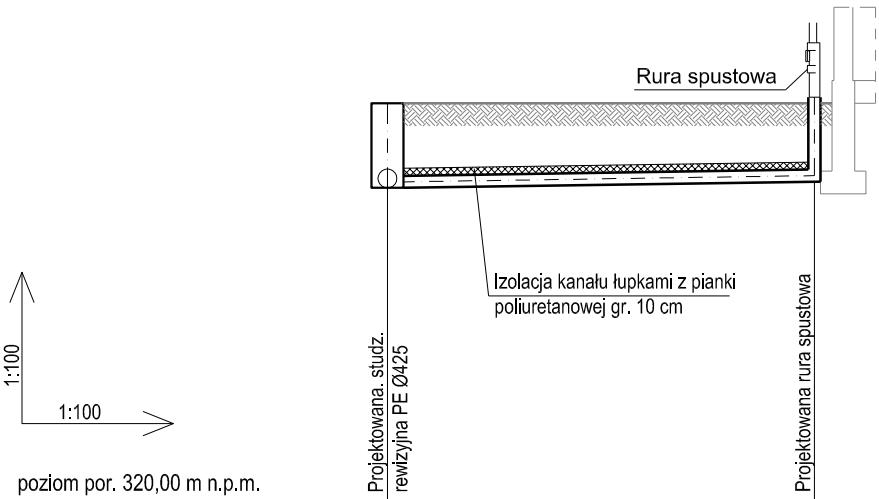 Rura spustowa
Izolacja kanału łupkami z pianki
poliuretanowej gr. 10 cm
Projektowana. studz.
rewizyjna PE Ø425
Projektowana rura spustowa
1:100
1:100
poziom por. 320,00 m n.p.m.